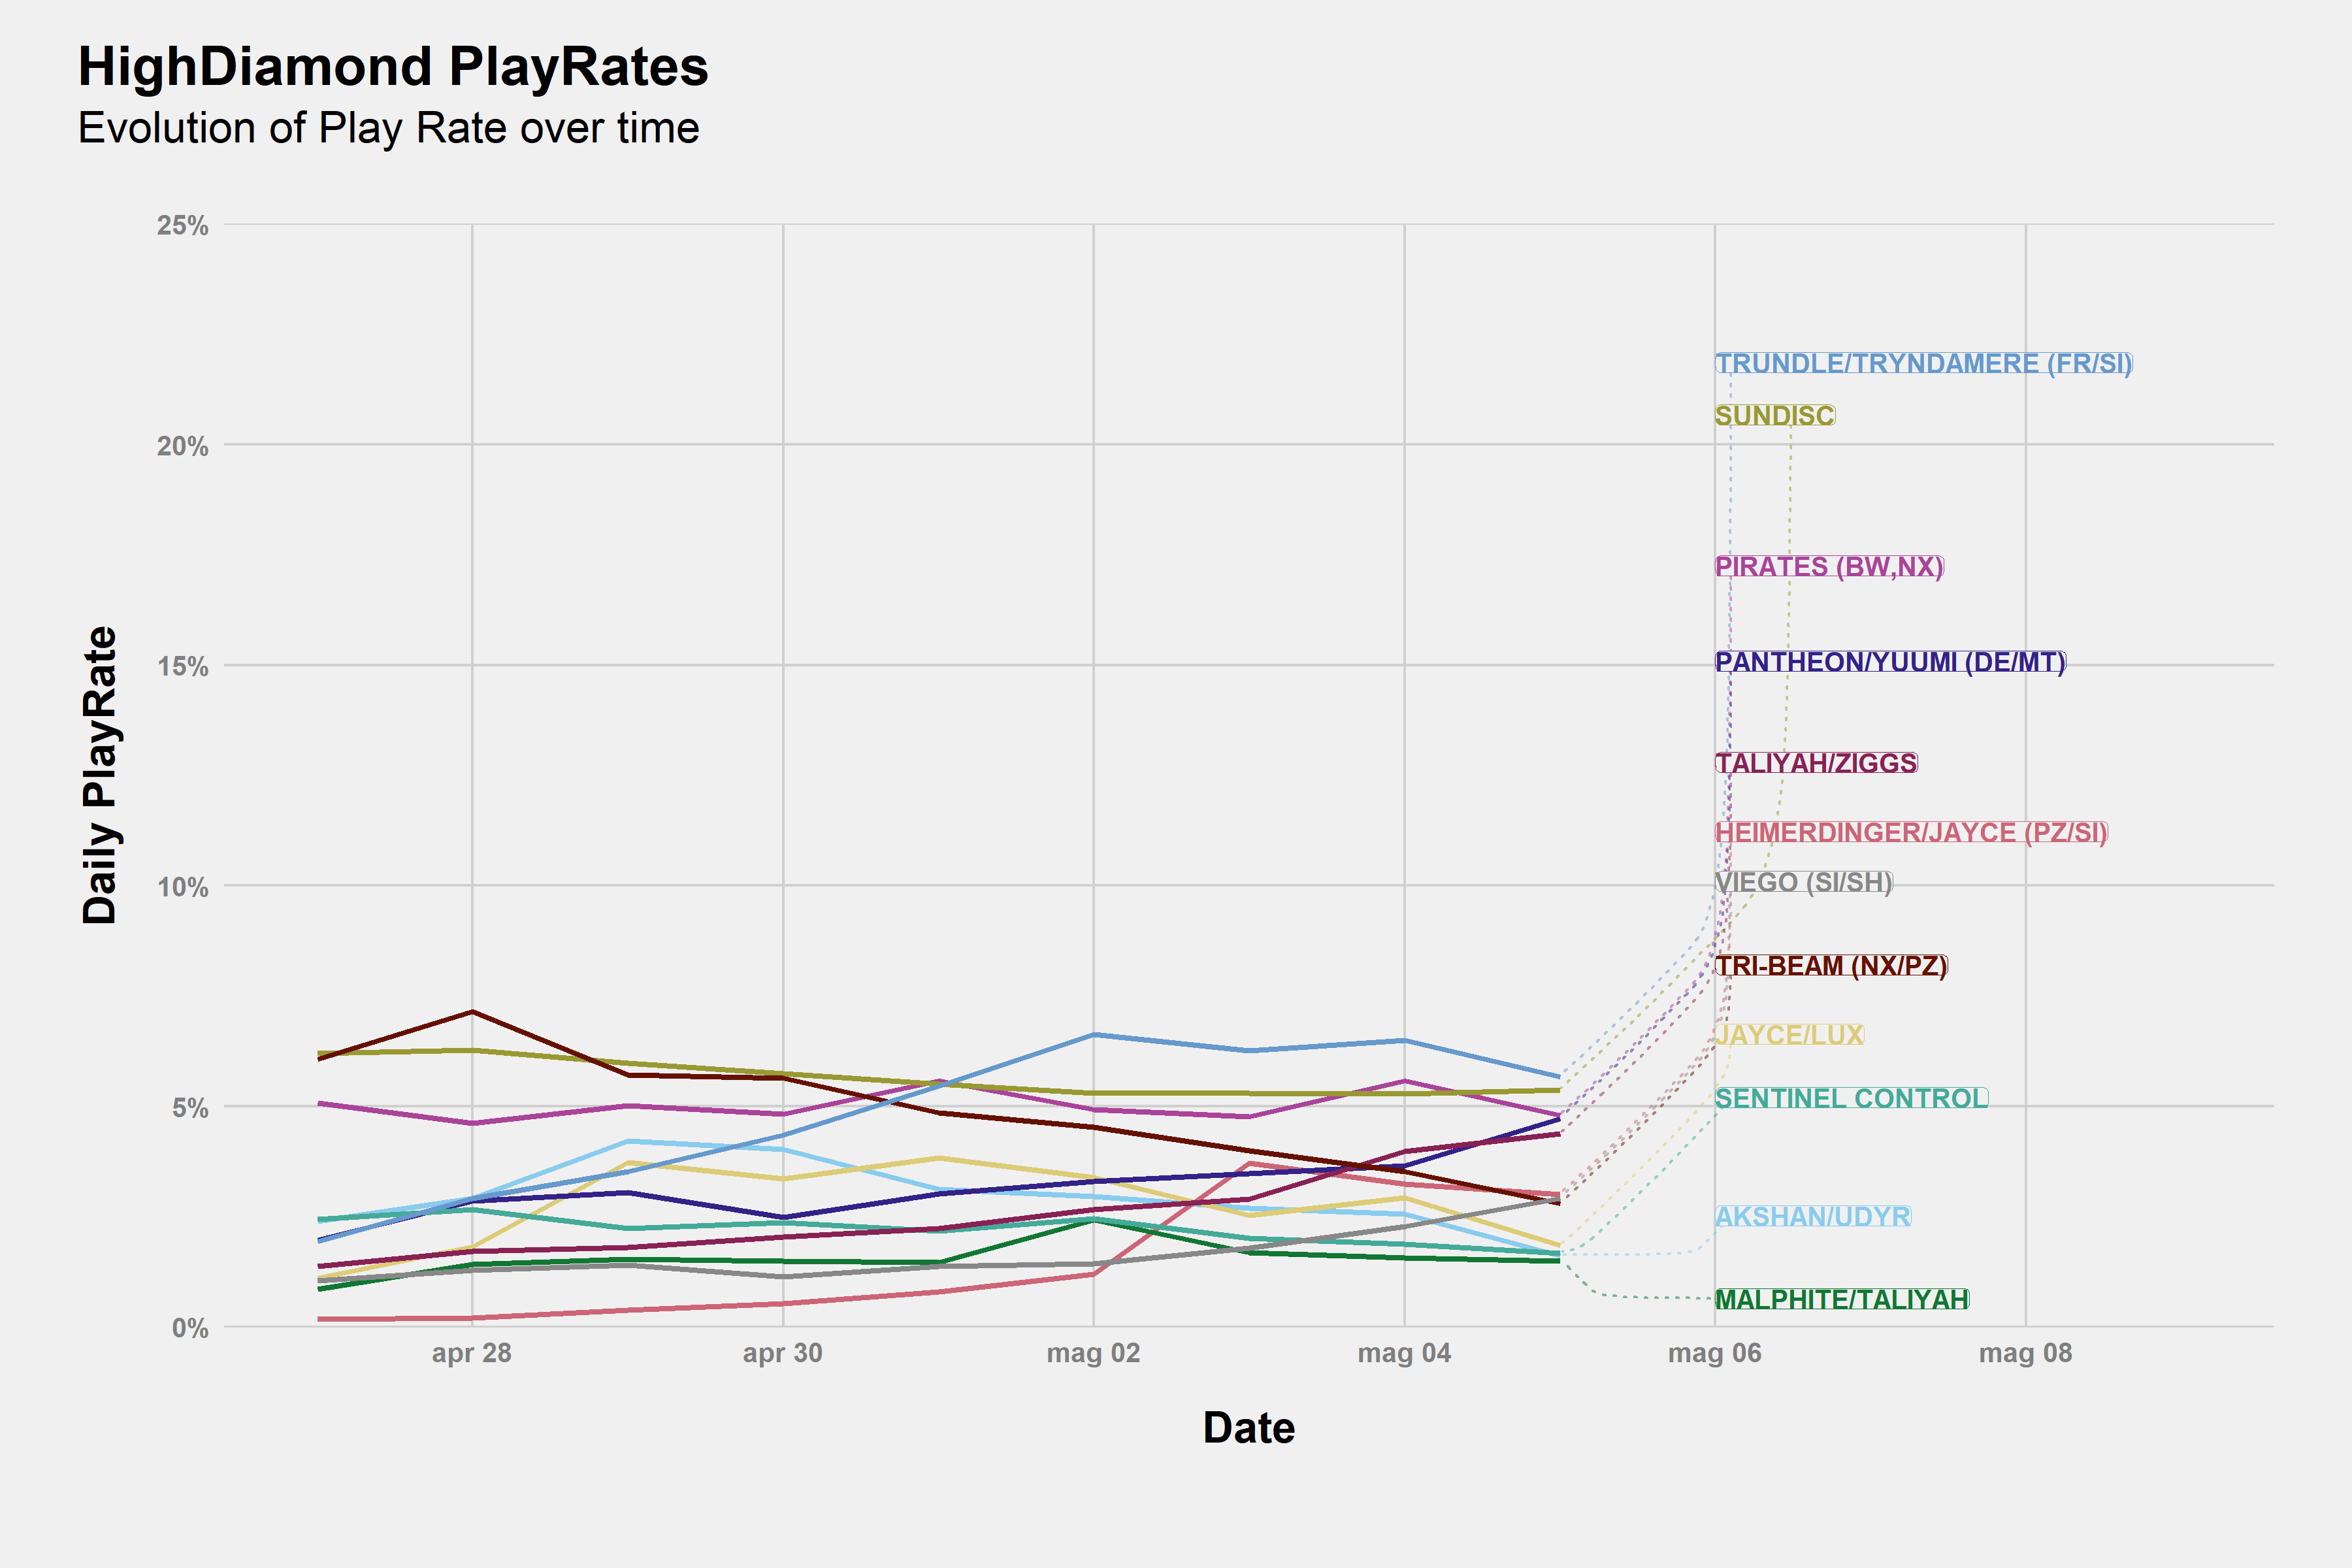 HighDiamond PlayRates
Evolution of Play Rate over time
25%
20%
15%
10%
5%
0%
Daily PlayRate
TRUNDLE/TRYNDAMERE (FR/SI)
SUNDISC
PIRATES (BW,NX)
PANTHEON/YUUMI (DE/MT)
TALIYAH/ZIGGS
HEIMERDINGER/JAYCE (PZ/SI)
VIEGO (SI/SH)
TRI-BEAM (NX/PZ)
JAYCE/LUX
SENTINEL CONTROL
AKSHAN/UDYR
MALPHITE/TALIYAH
apr 28 apr 30 mag 02 mag 04 mag 06 mag 08
Date